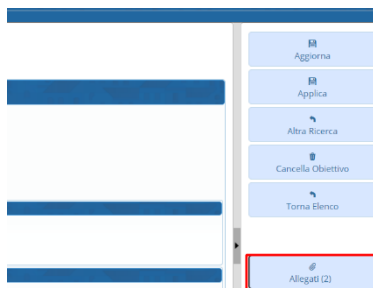 Aggiorna
Applica
Altra Ricerca
Cancella Obiettivo
Torna Elenco
Allegati (2)